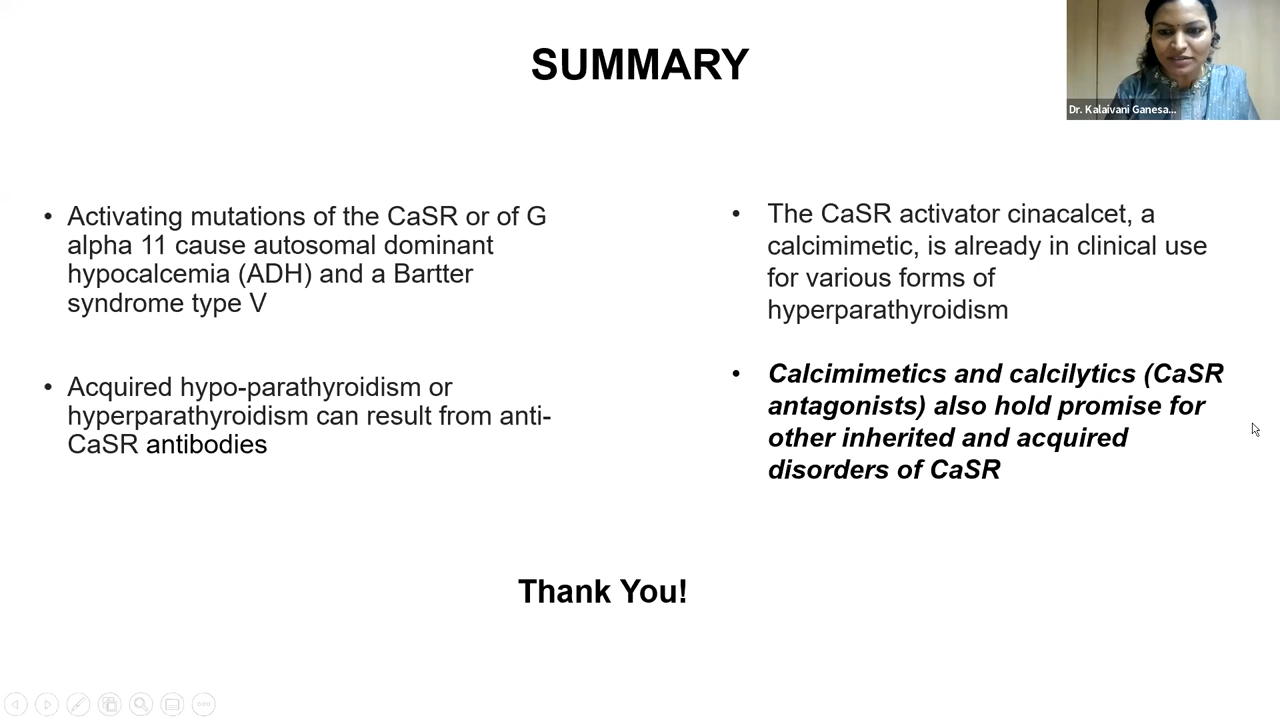 SUMMARY
Dr. Kalaivani Ganesa...
• Activating mutations of the CaSR or of G
alpha 11 cause autosomal dominant
hypocalcemia (ADH) and a Bartter
syndrome type V
• Acquired hypo-parathyroidism or
hyperparathyroidism can result from anti-
CaSR antibodies
• The CaSR activator cinacalcet, a
calcimimetic, is already in clinical use
for various forms of
hyperparathyroidism
• Calcimimetics and calcilytics (CaSR
antagonists) also hold promise for
other inherited and acquired
disorders of CaSR
Thank You!